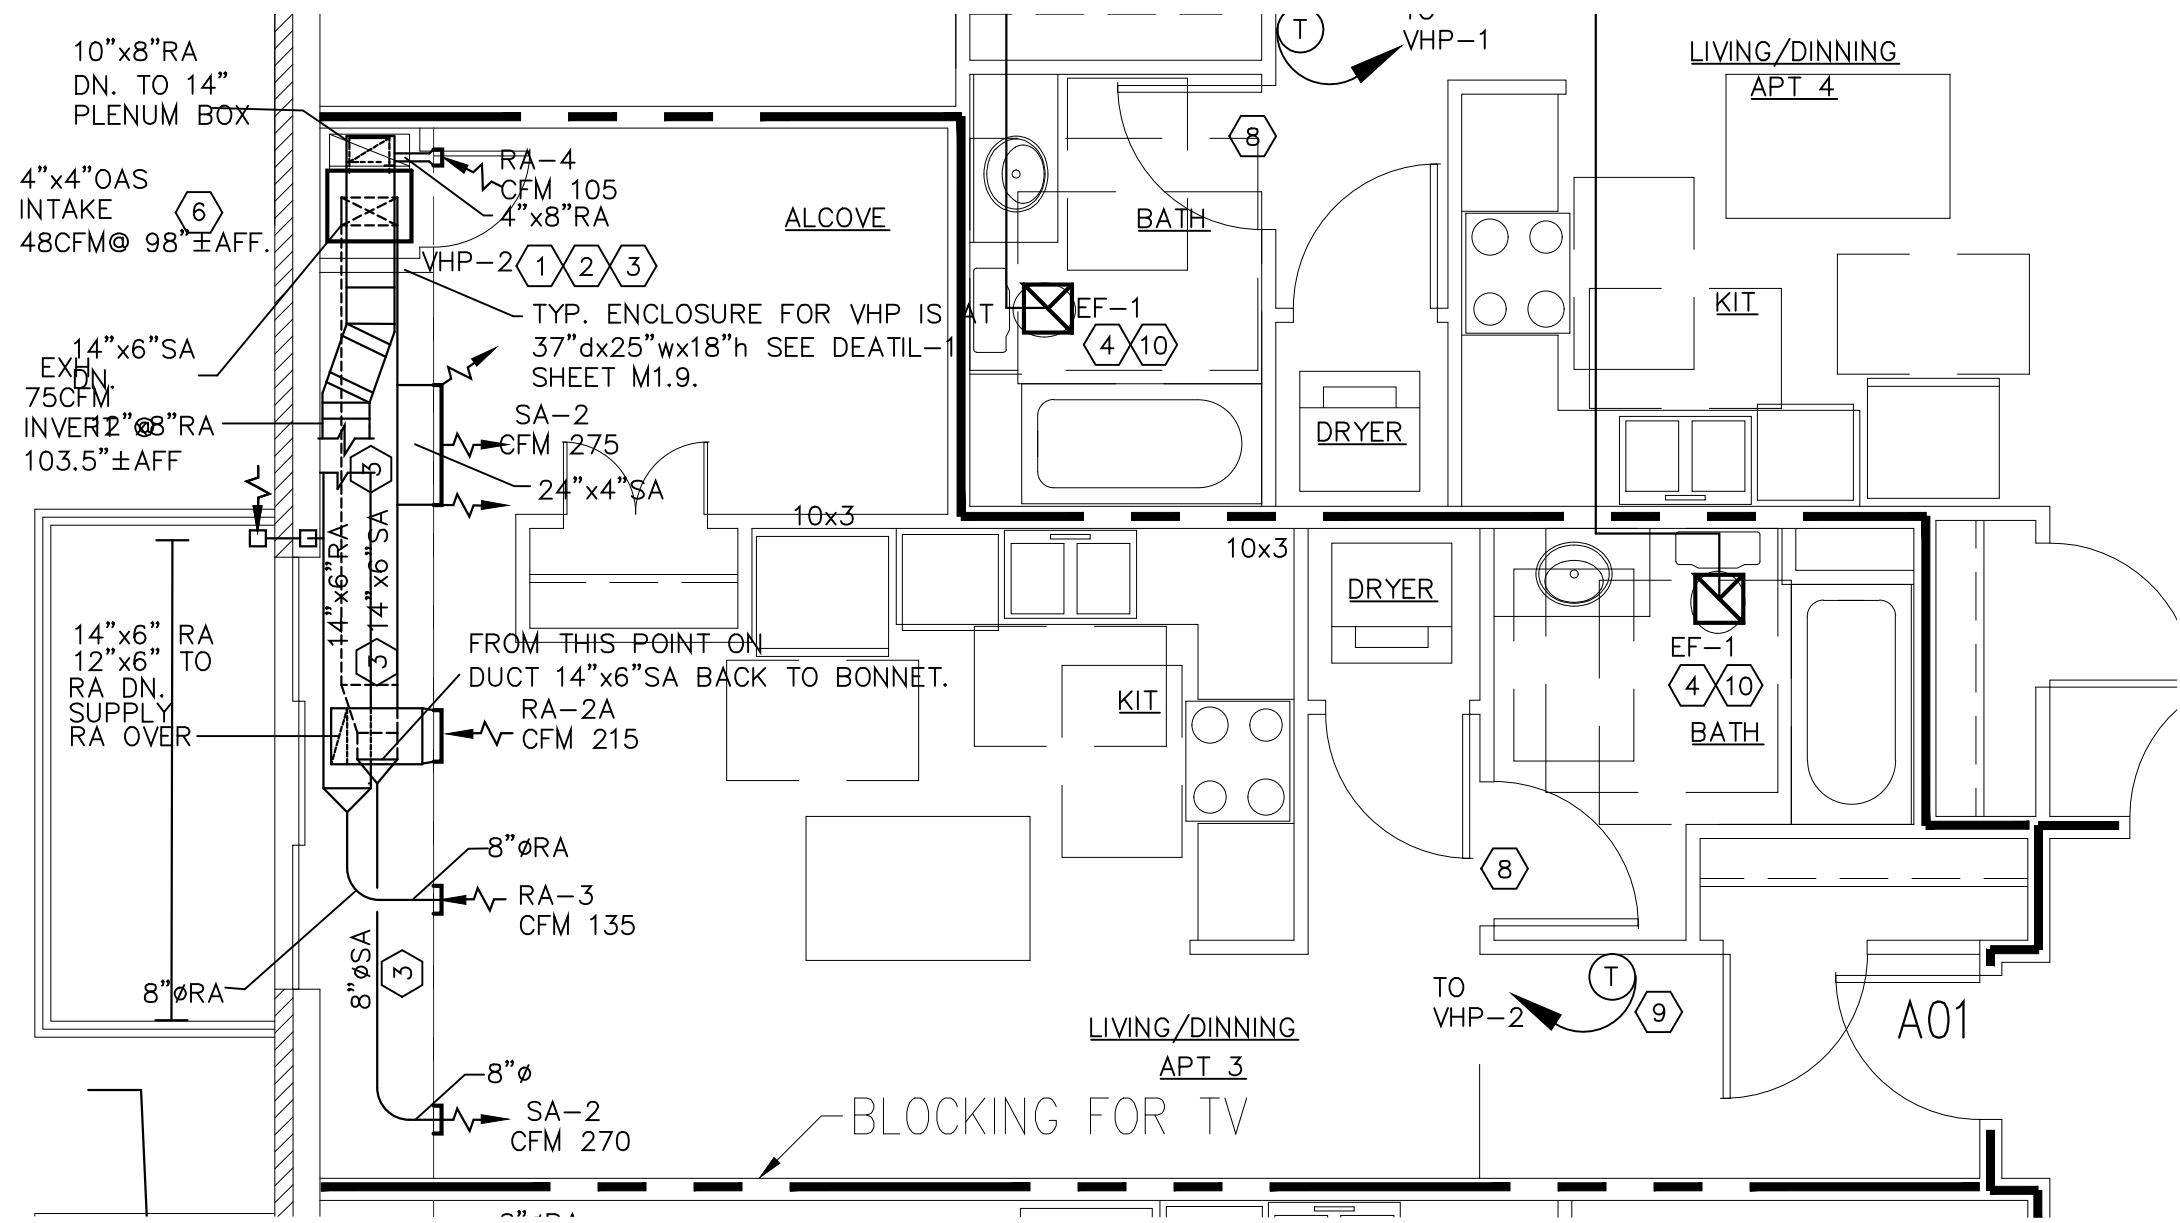 10"x8"RA
DN. TO 14"
PLENUM BOX
4"x4"OAS
INTAKE
48CFM@ 98"±AFF.
6
14"x6"SA
DN.
EXH
75CFM
INVERT @
103.5"±AFF
12"x8"RA
RA-4
CFM 105
4"x8"RA
VHP-2
1
2
3
TYP. ENCLOSURE FOR VHP IS AT
37"dx25"wx18"h SEE DEATIL-1
SHEET M1.9.
SA-2
CFM 275
24"x4"SA
3
14"x6"RA
14"x6"SA
3
ALCOVE
T
TO
VHP-1
8
BATH
EF-1
4
10
DRYER
LIVING/DINNING
APT 4
KIT
10x3
10x3
FROM THIS POINT ON
DUCT 14"x6"SA BACK TO BONNET.
14"x6" RA
12"x6" TO
RA DN.
SUPPLY
RA OVER
RA-2A
CFM 215
KIT
DRYER
EF-1
4
10
BATH
8"øRA
RA-3
CFM 135
8
8"øSA
3
8"øRA
TO
VHP-2
T
9
A01
LIVING/DINNING
APT 3
8"ø
SA-2
CFM 270
BLOCKING FOR TV
8"øRA